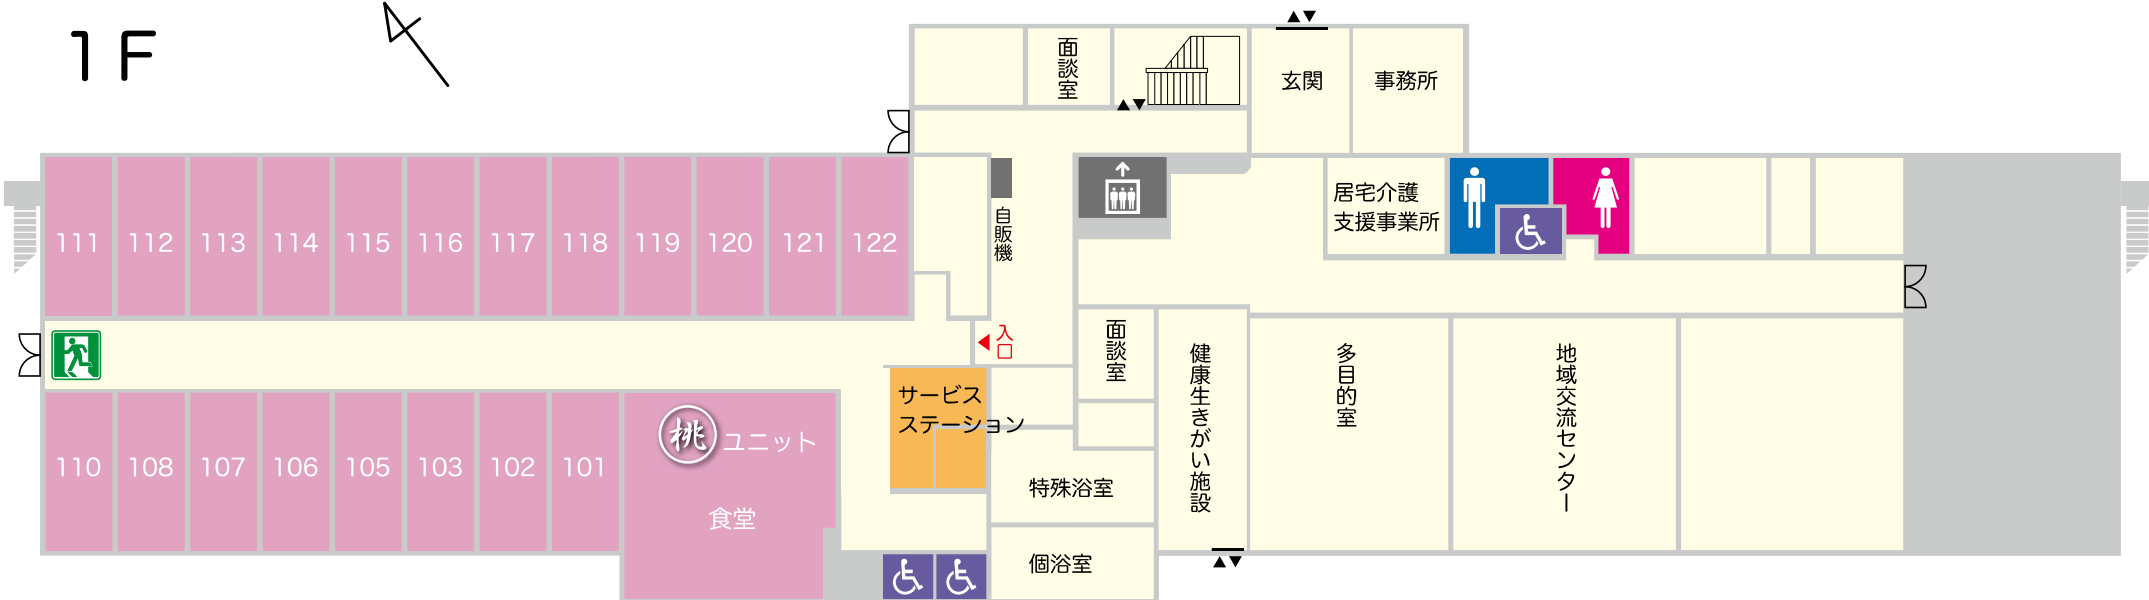 1F
面談室
玄関
事務所
111 112 113 114 115 116 117 118 119 120 121 122
自販機
居宅介護
支援事業所
入口
サービス
ステーション
面談室
健康生きがい施設
多目的室
地域交流センター
桃 ユニット
110 108 107 106 105 103 102 101
食堂
特殊浴室
個浴室